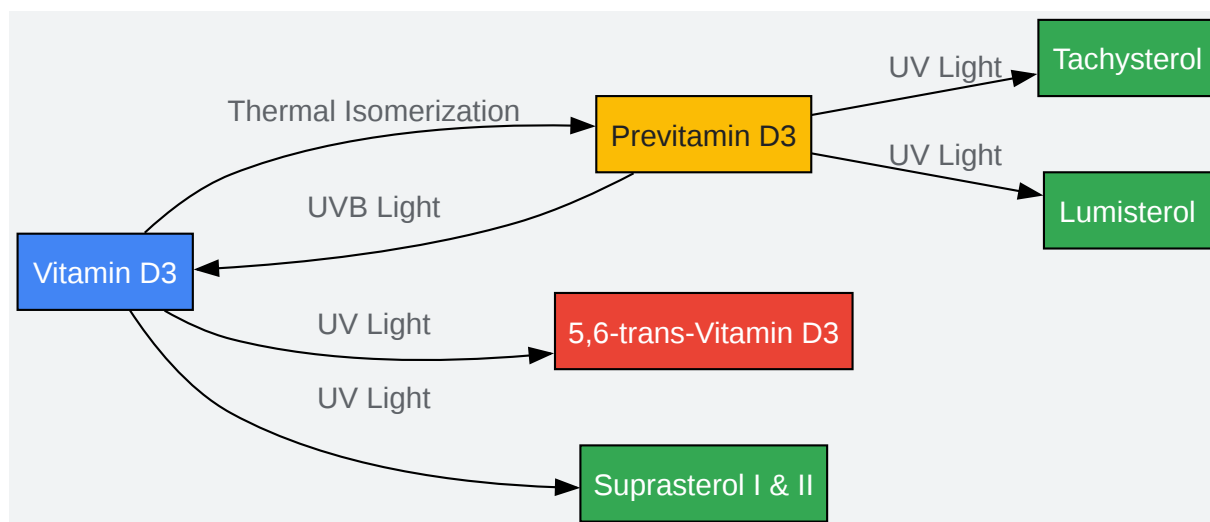 Tachysterol
UV Light
Thermal Isomerization
Previtamin D3
UV Light
UVB Light
Lumisterol
Vitamin D3
UV Light
5,6-trans-Vitamin D3
UV Light
Suprasterol I & II